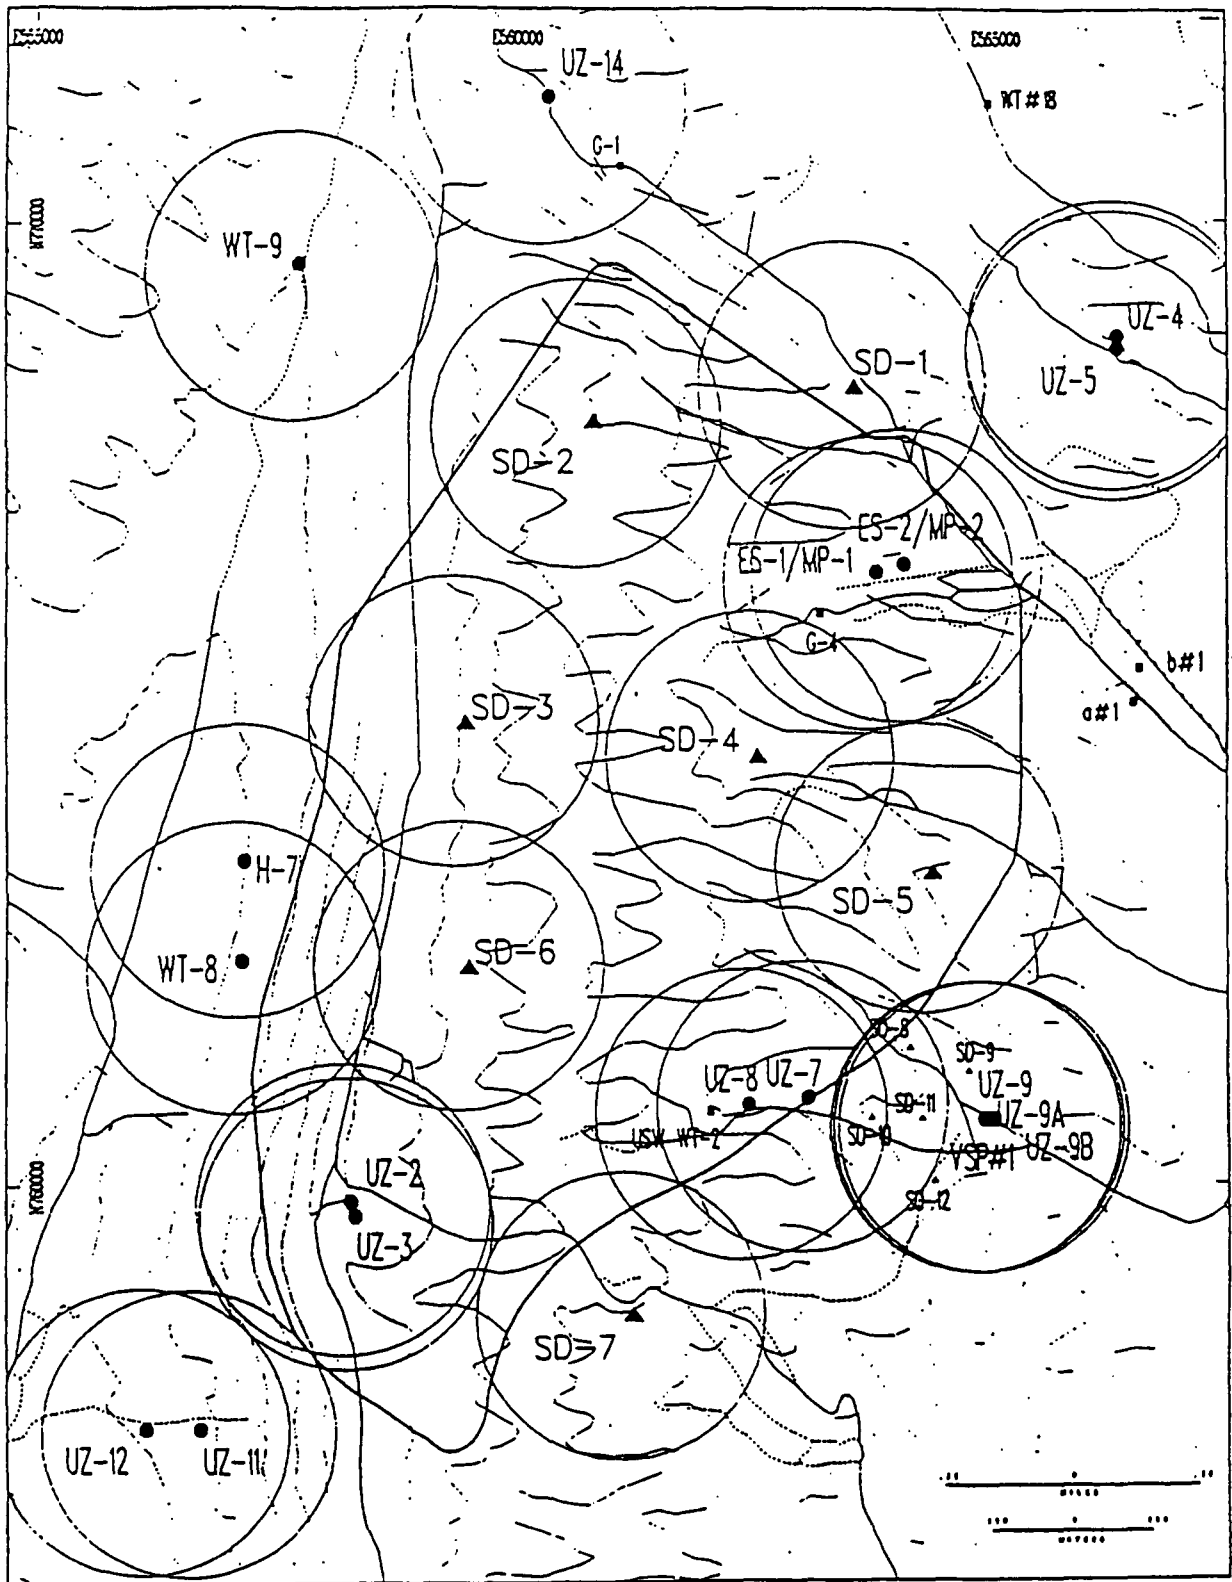 E560000
E565000
UZ-14
WT#18
G-1
N770000
WT-9
UZ-4
SD-1
UZ-5
SD-2
ES-2/MP-2
ES-1/MP-1
G-4
b#1
a#1
SD-3
SD-4
H-7
SD-5
WT-8
SD-6
SD-8
SD-9
UZ-8
UZ-7
UZ-9
SD-11
UZ-9A
USW WT-2
SD-10
VSP#1
UZ-9B
N760000
UZ-2
SD-12
UZ-3
SD-7
UZ-12
UZ-11